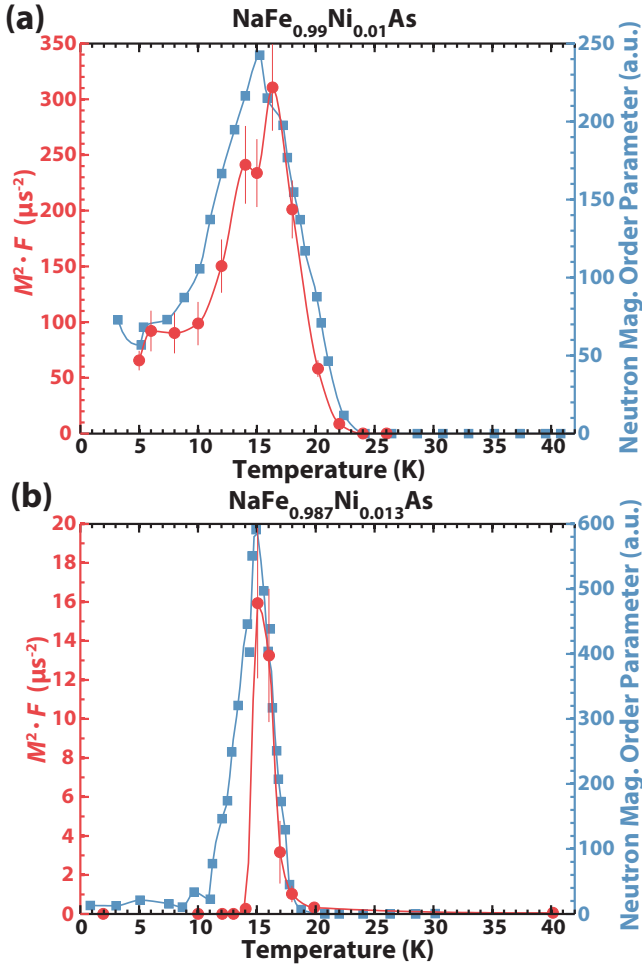 (a)
NaFe0.99Ni0.01As
350
300
250
200
150
100
50
0
M²·F (μs⁻²)
250
200
150
100
50
0
Neutron Mag. Order Parameter (a.u.)
0 5 10 15 20 25 30 35 40
Temperature (K)
(b)
NaFe0.987Ni0.013As
20
18
16
14
12
10
8
6
4
2
0
M²·F (μs⁻²)
600
500
400
300
200
100
0
Neutron Mag. Order Parameter (a.u.)
0 5 10 15 20 25 30 35 40
Temperature (K)